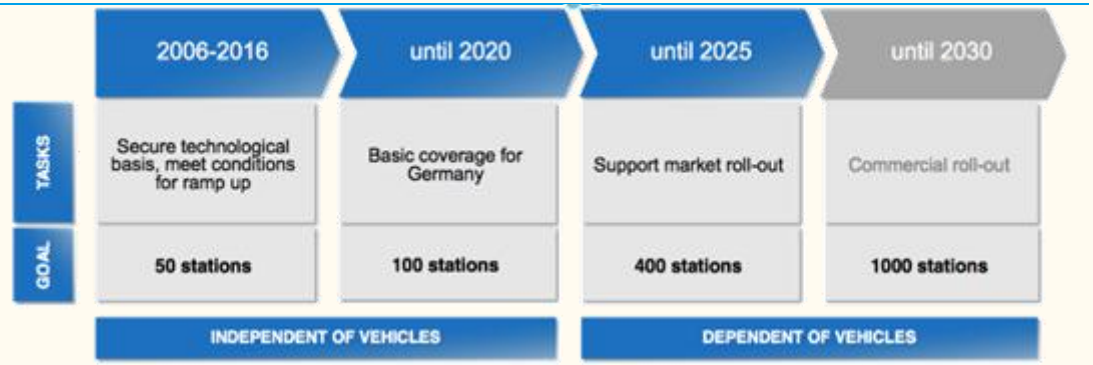 2006-2016
until 2020
until 2025
until 2030
TASKS
Secure technological
basis, meet conditions
for ramp up
Basic coverage for
Germany
Support market roll-out
Commercial roll-out
GOAL
50 stations
100 stations
400 stations
1000 stations
INDEPENDENT OF VEHICLES
DEPENDENT OF VEHICLES